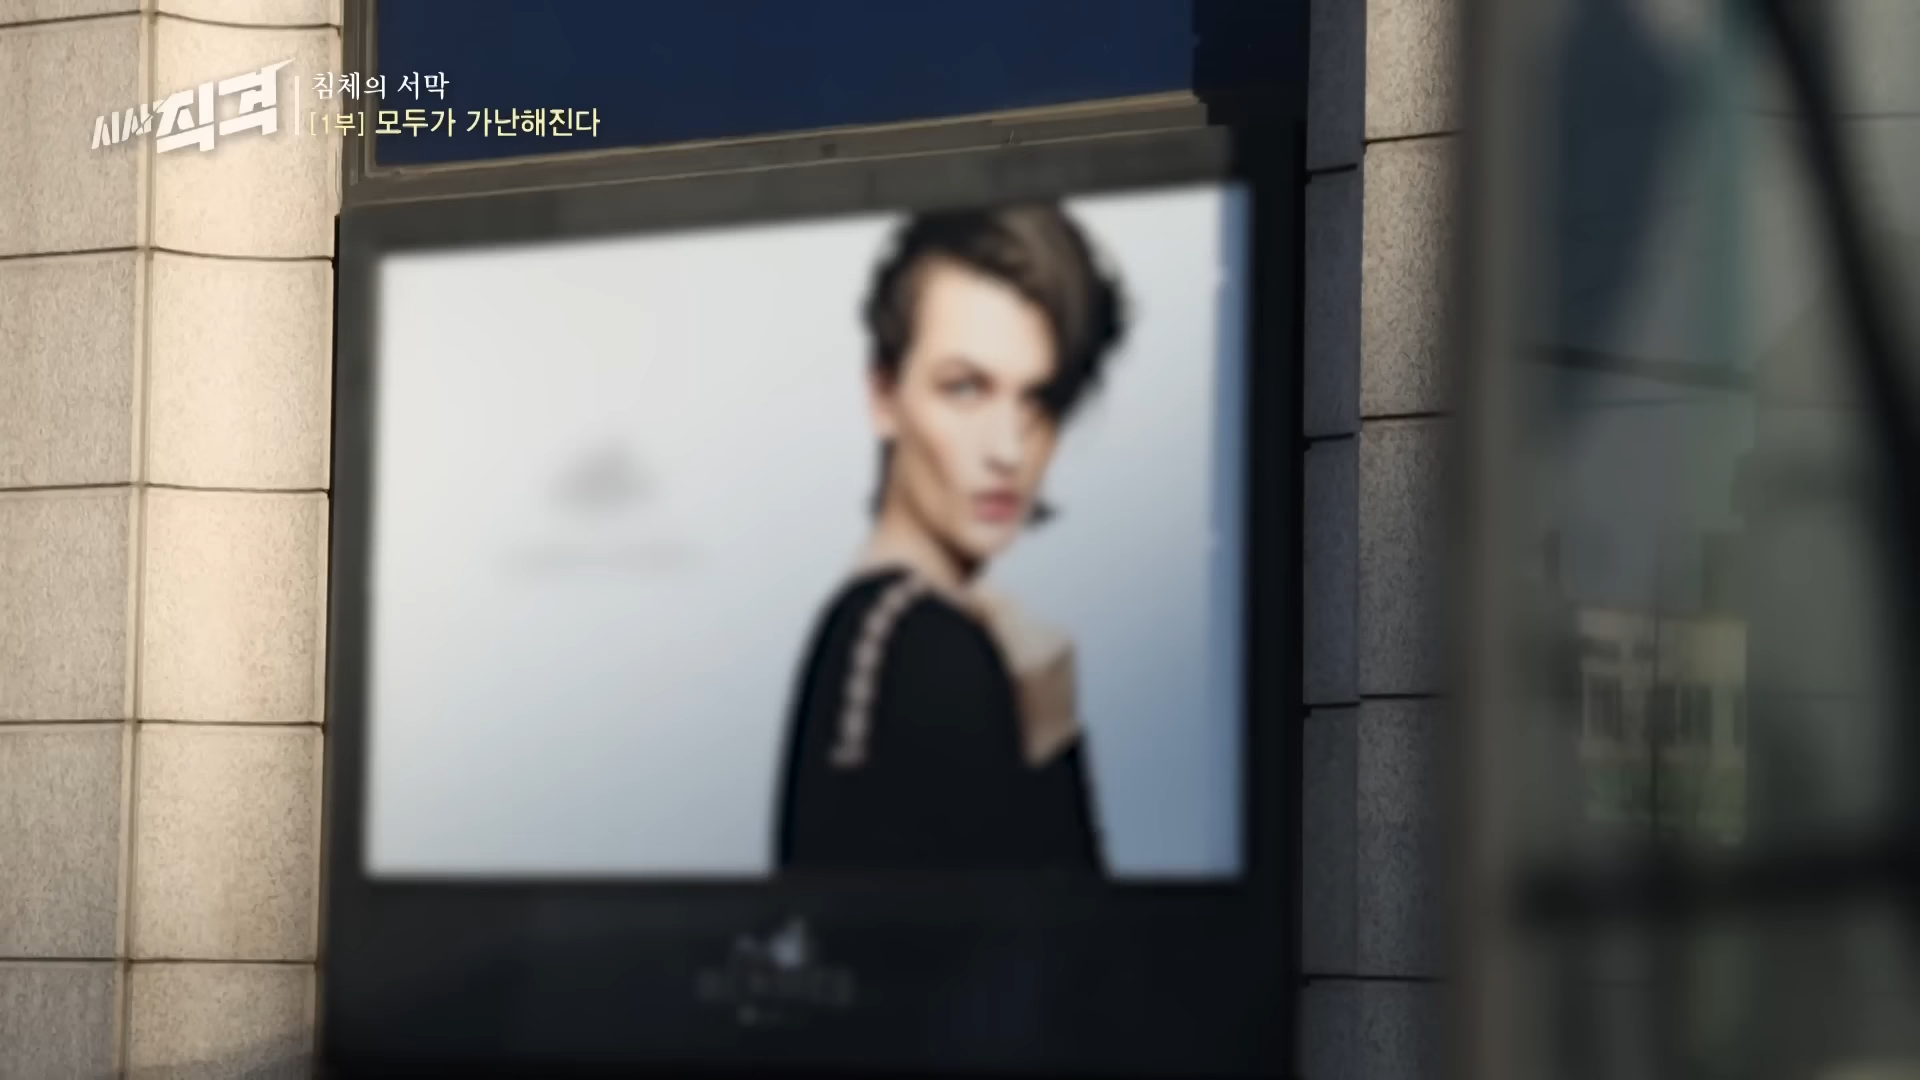 시사직격
침체의 서막
[1부] 모두가 가난해진다